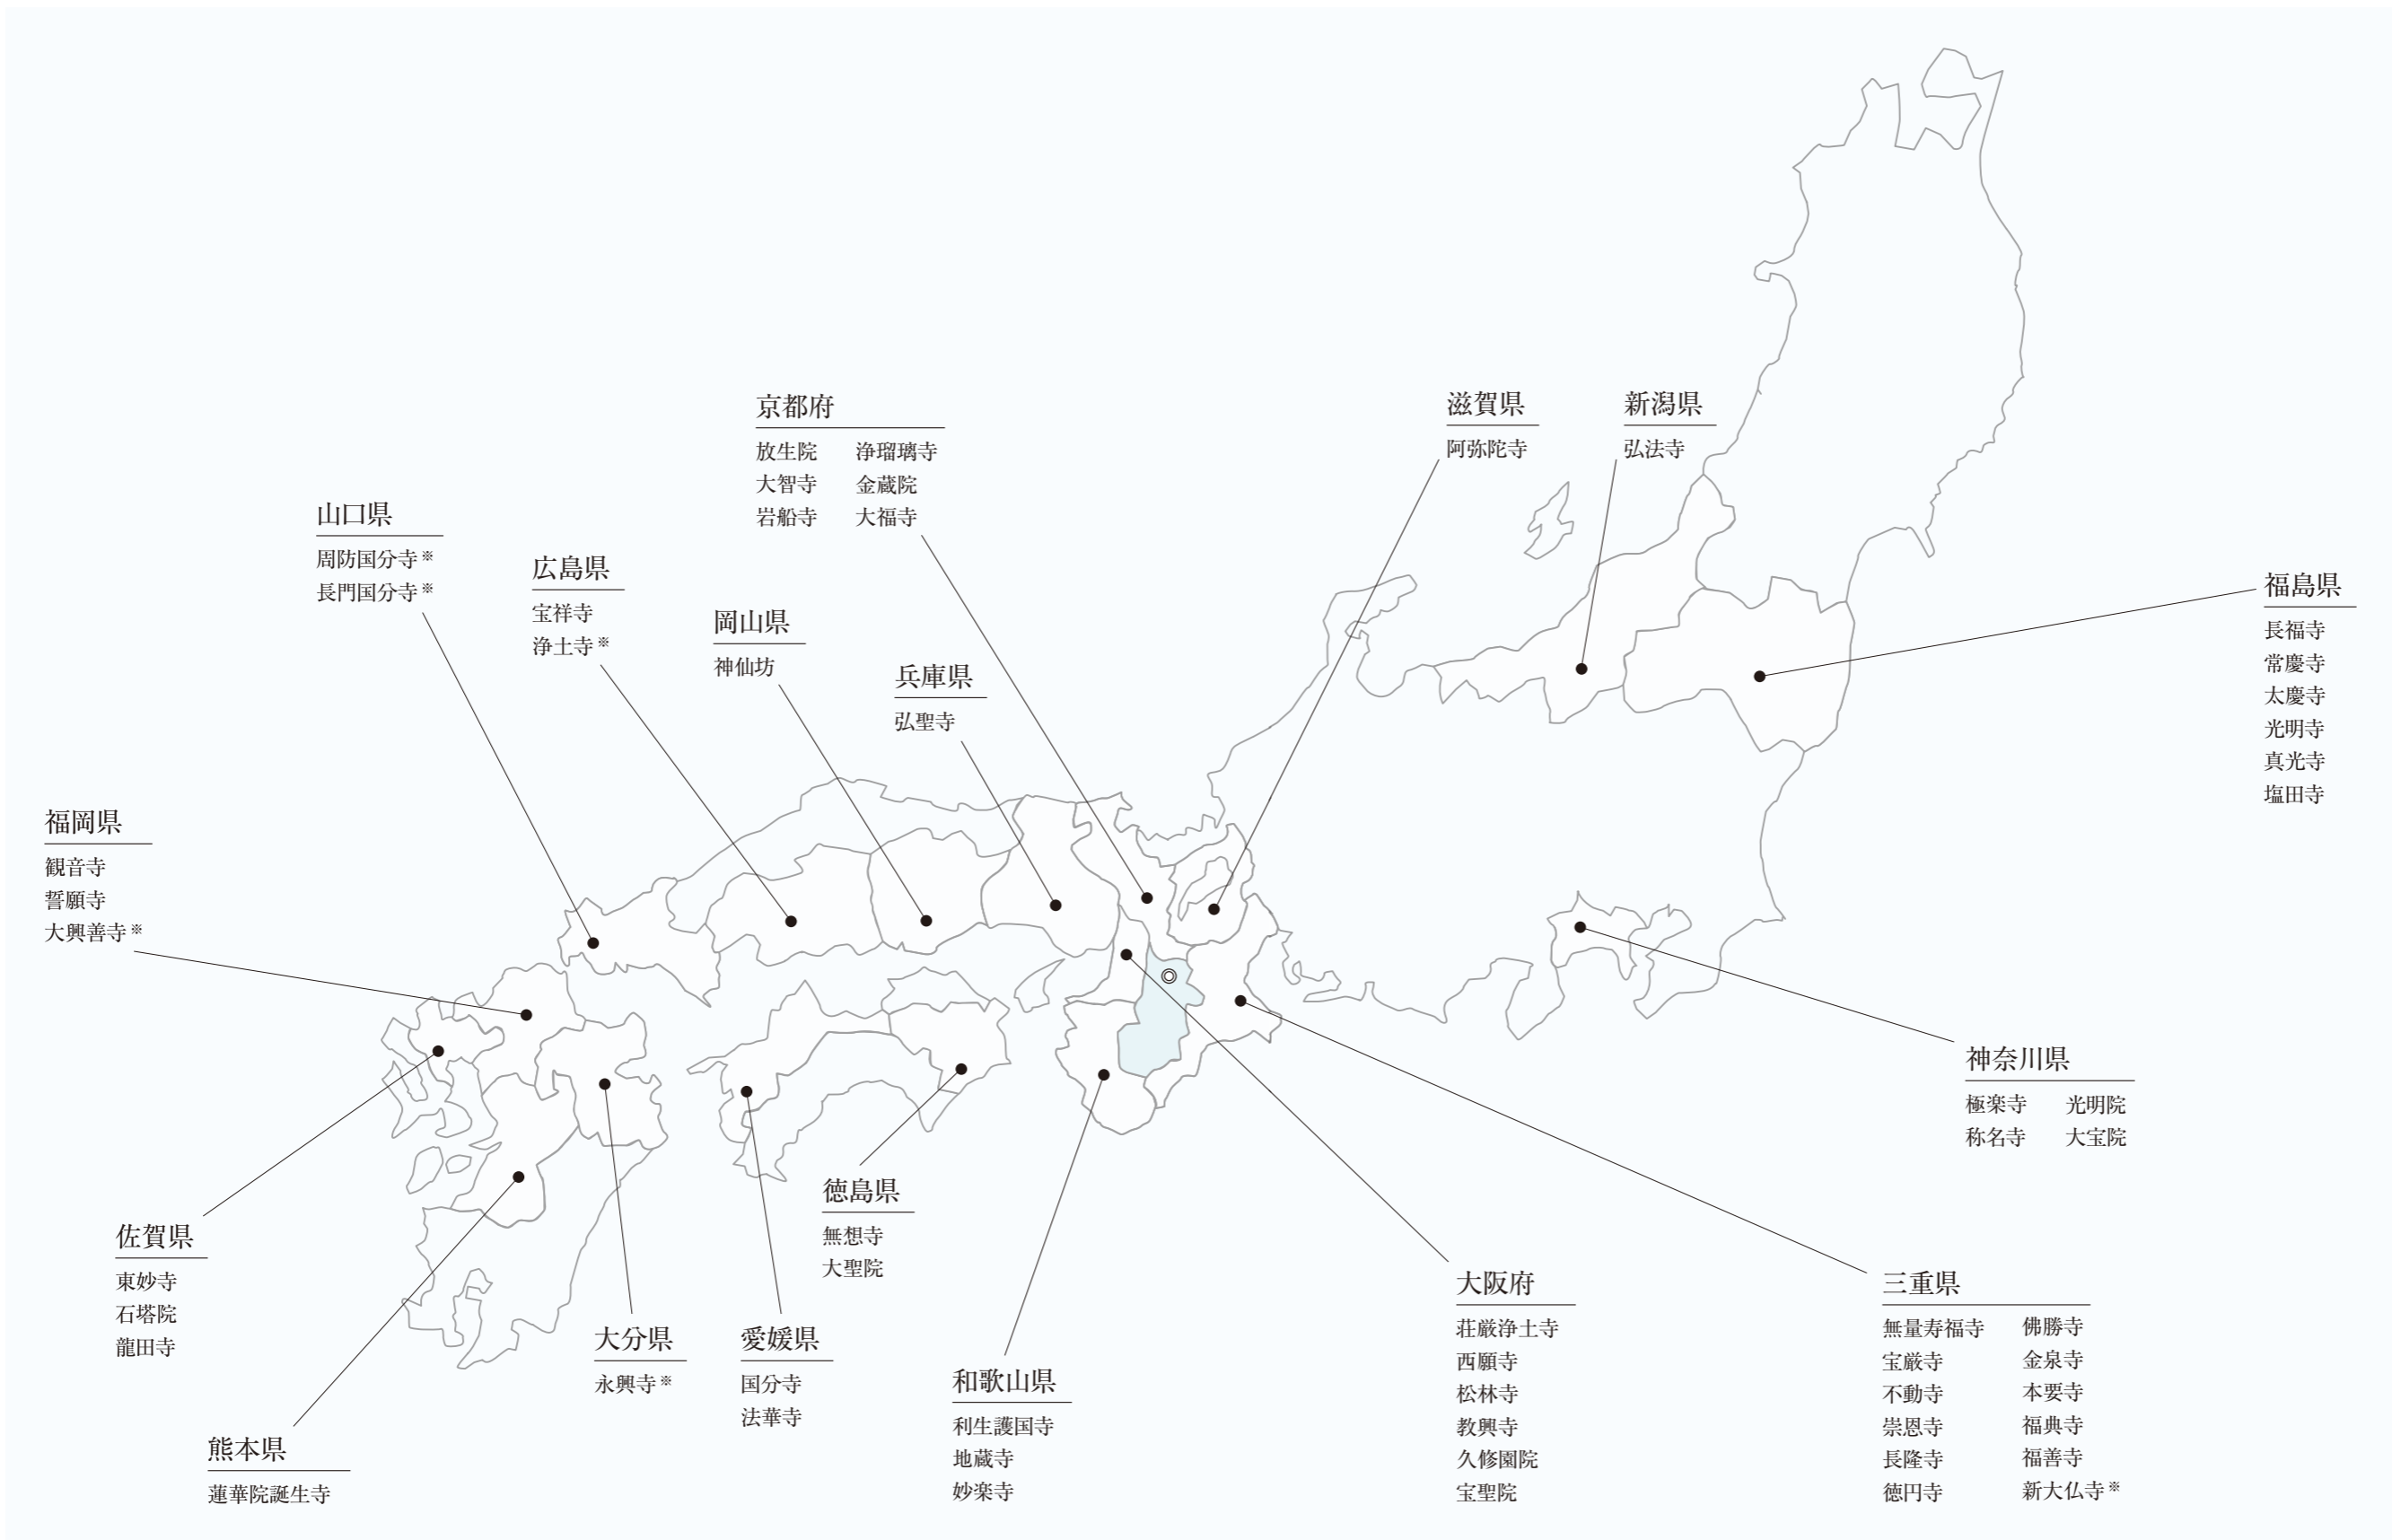 京都府
放生院 浄瑠璃寺
大智寺 金蔵院
岩船寺 大福寺
滋賀県
阿弥陀寺
新潟県
弘法寺
山口県
周防国分寺※
長門国分寺※
広島県
宝祥寺
浄土寺※
岡山県
神仙坊
兵庫県
弘聖寺
福島県
長福寺
常慶寺
太慶寺
光明寺
真光寺
塩田寺
福岡県
観音寺
誓願寺
大興善寺※
神奈川県
極楽寺 光明院
称名寺 大宝院
佐賀県
東妙寺
石塔院
龍田寺
徳島県
無想寺
大聖院
大阪府
荘厳浄土寺
西願寺
松林寺
教興寺
久修園院
宝聖院
三重県
無量寿福寺 佛勝寺
宝厳寺 金泉寺
不動寺 本要寺
崇恩寺 福典寺
長隆寺 福善寺
徳円寺 新大仏寺※
大分県
永興寺※
愛媛県
国分寺
法華寺
和歌山県
利生護国寺
地蔵寺
妙楽寺
熊本県
蓮華院誕生寺